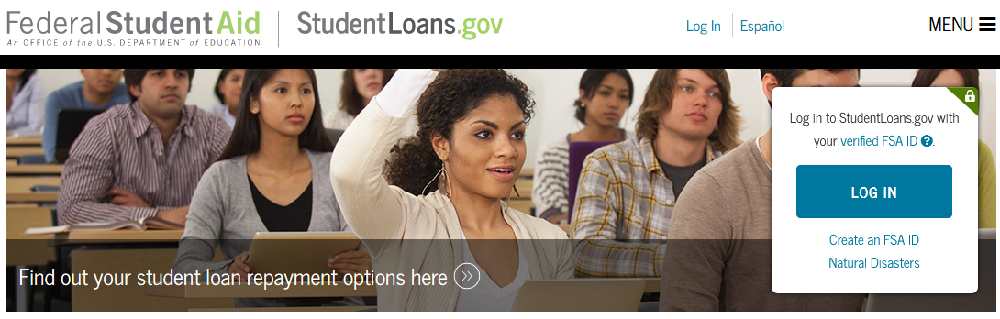 Federal Student Aid
An OFFICE of the U.S. DEPARTMENT of EDUCATION
StudentLoans.gov
Log In
Español
MENU
Log in to StudentLoans.gov with
your verified FSA ID ?.
LOG IN
Create an FSA ID
Natural Disasters
Find out your student loan repayment options here